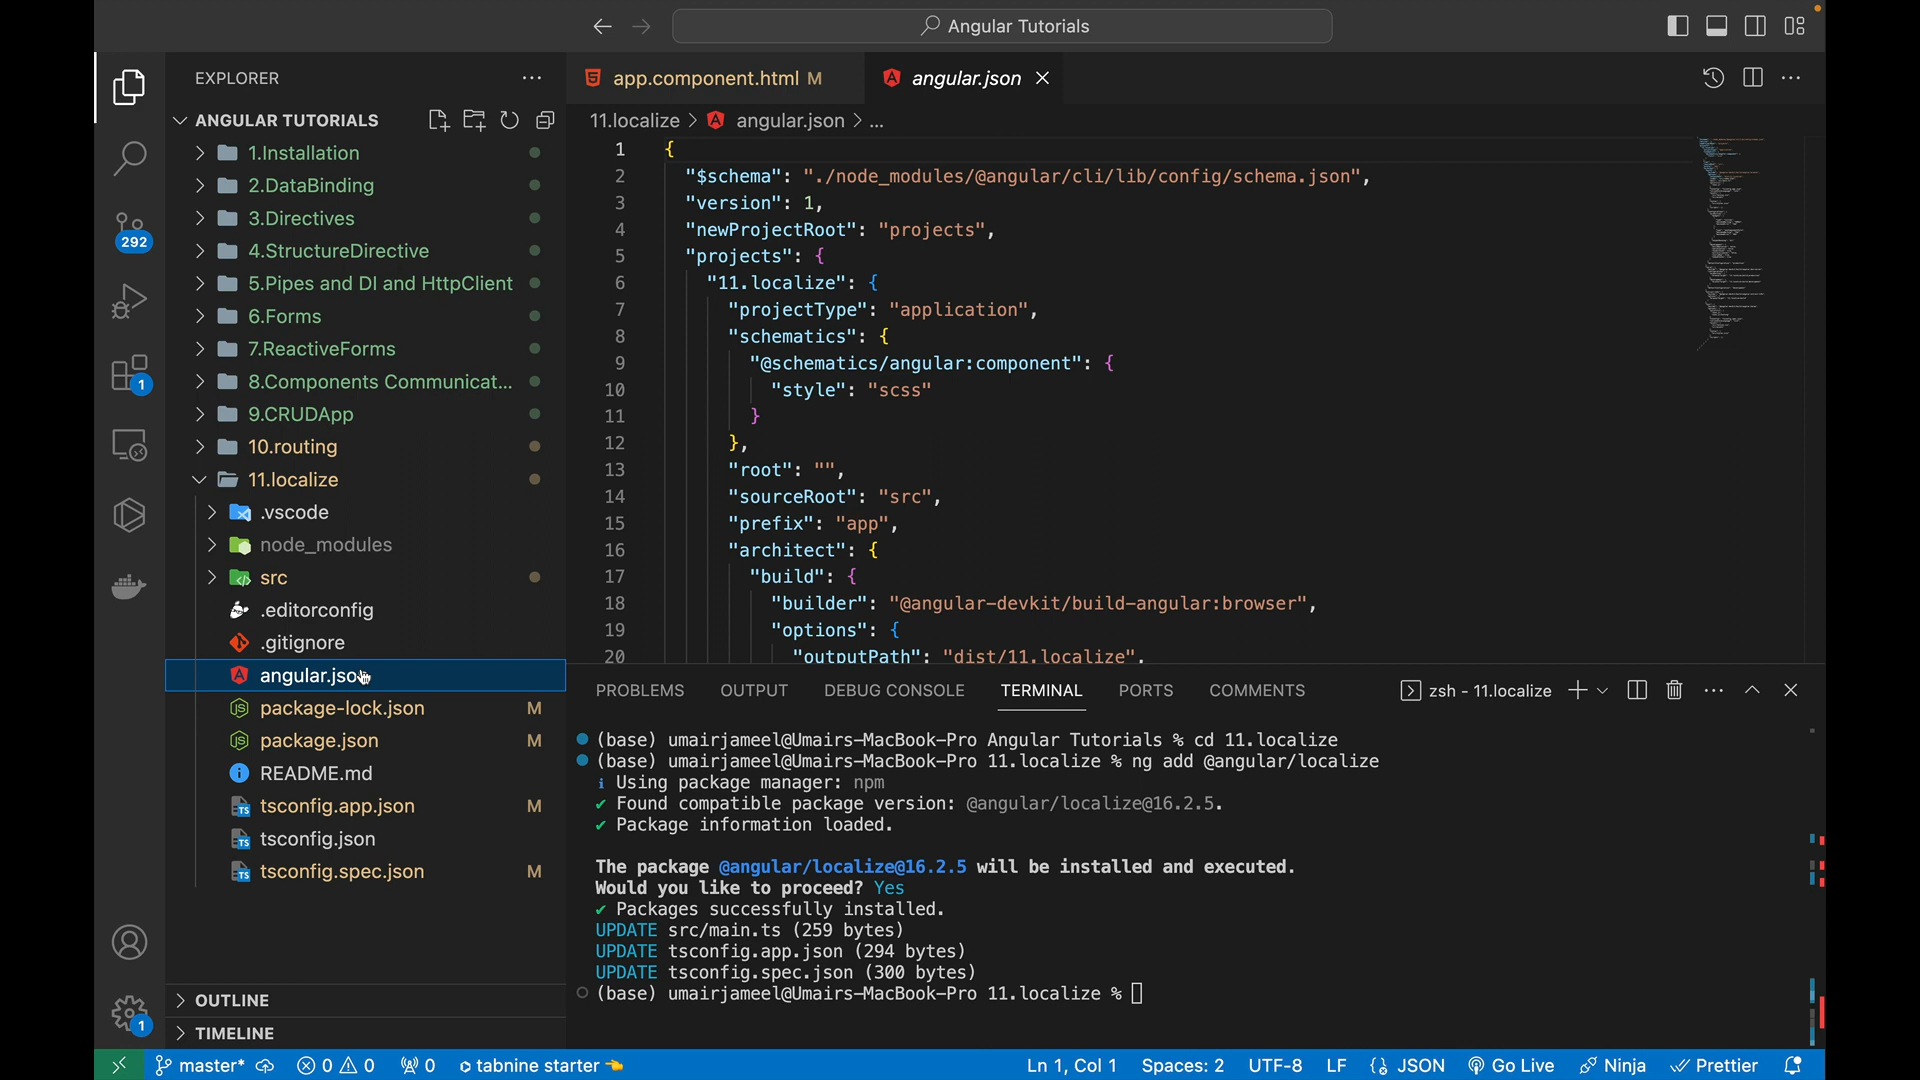 Angular Tutorials
EXPLORER
ANGULAR TUTORIALS
1.Installation
2.DataBinding
3.Directives
4.StructureDirective
5.Pipes and DI and HttpClient
6.Forms
7.ReactiveForms
8.Components Communicat...
9.CRUDApp
10.routing
11.localize
.vscode
node_modules
src
.editorconfig
.gitignore
angular.json
package-lock.json M
package.json M
README.md
tsconfig.app.json M
tsconfig.json
tsconfig.spec.json M
OUTLINE
TIMELINE
292
1
1
app.component.html M
angular.json
11.localize > angular.json > ...
1 {
2 "$schema": "./node_modules/@angular/cli/lib/config/schema.json",
3 "version": 1,
4 "newProjectRoot": "projects",
5 "projects": {
6 "11.localize": {
7 "projectType": "application",
8 "schematics": {
9 "@schematics/angular:component": {
10 "style": "scss"
11 }
12 },
13 "root": "",
14 "sourceRoot": "src",
15 "prefix": "app",
16 "architect": {
17 "build": {
18 "builder": "@angular-devkit/build-angular:browser",
19 "options": {
20 "outputPath": "dist/11.localize",
PROBLEMS OUTPUT DEBUG CONSOLE TERMINAL PORTS COMMENTS
zsh - 11.localize
(base) umairjameel@Umairs-MacBook-Pro Angular Tutorials % cd 11.localize
(base) umairjameel@Umairs-MacBook-Pro 11.localize % ng add @angular/localize
i Using package manager: npm
✔ Found compatible package version: @angular/localize@16.2.5.
✔ Package information loaded.
The package @angular/localize@16.2.5 will be installed and executed.
Would you like to proceed? Yes
✔ Packages successfully installed.
UPDATE src/main.ts (259 bytes)
UPDATE tsconfig.app.json (294 bytes)
UPDATE tsconfig.spec.json (300 bytes)
(base) umairjameel@Umairs-MacBook-Pro 11.localize %
master* 0 0 0 tabnine starter Ln 1, Col 1 Spaces: 2 UTF-8 LF {} JSON Go Live Ninja Prettier